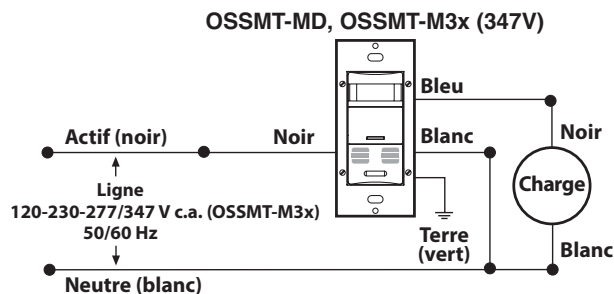 OSSMT-MD, OSSMT-M3x (347V)
Bleu
Actif (noir)
Noir
Blanc
Noir
Ligne
120-230-277/347 V c.a. (OSSMT-M3x)
50/60 Hz
Charge
Terre
(vert)
Blanc
Neutre (blanc)